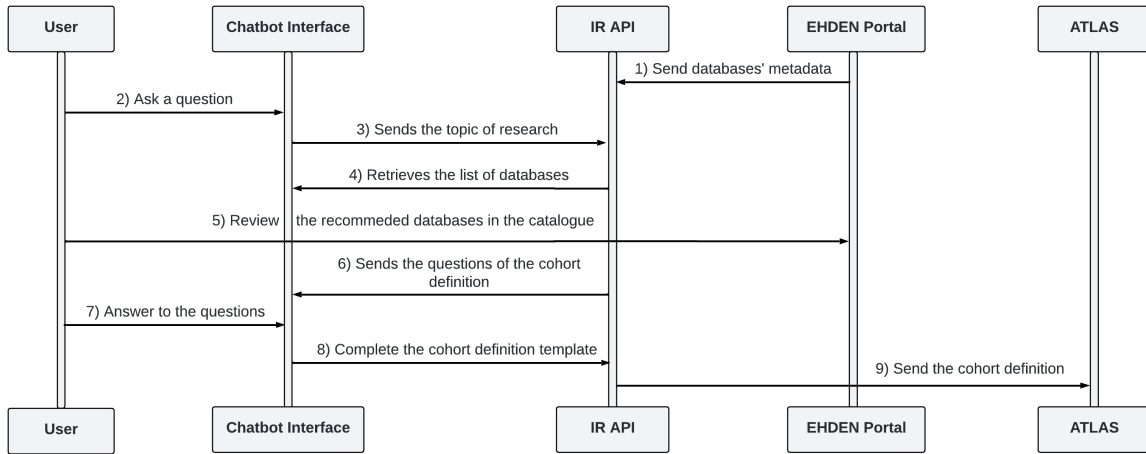 User
Chatbot Interface
IR API
EHDEN Portal
ATLAS
1) Send databases' metadata
2) Ask a question
3) Sends the topic of research
4) Retrieves the list of databases
5) Review the recommeded databases in the catalogue
6) Sends the questions of the cohort
definition
7) Answer to the questions
8) Complete the cohort definition template
9) Send the cohort definition
User
Chatbot Interface
IR API
EHDEN Portal
ATLAS